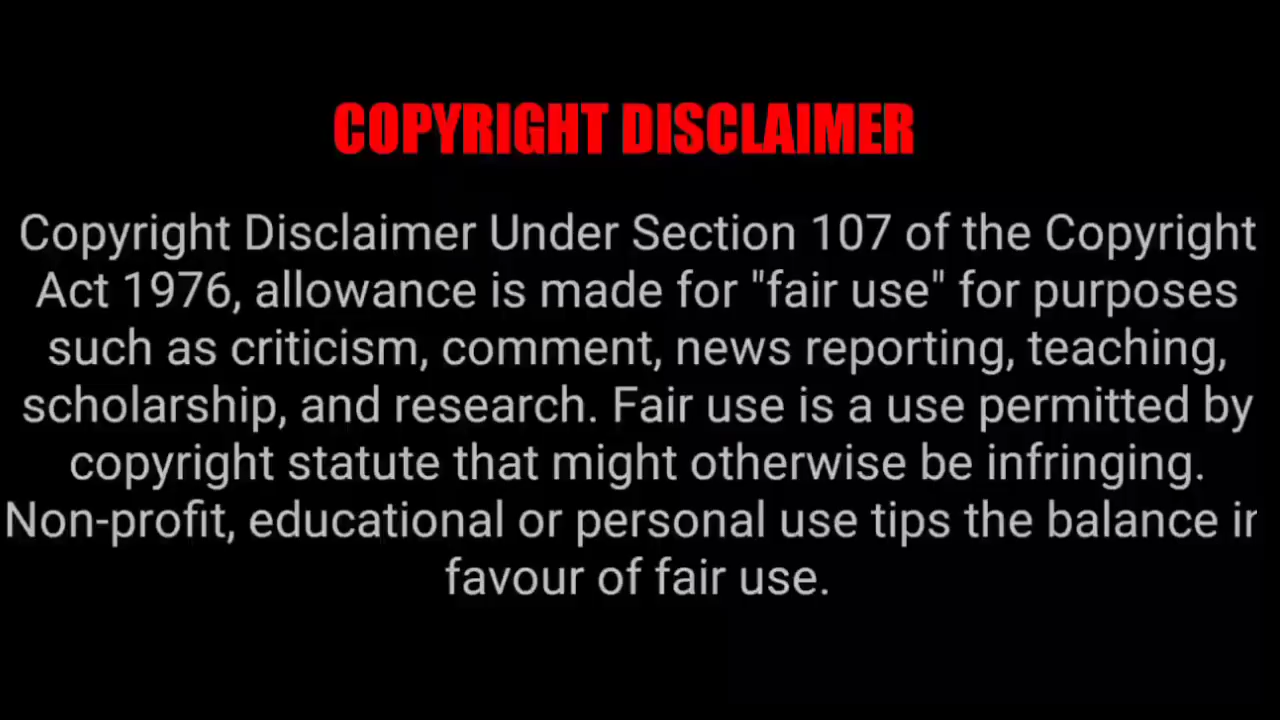 COPYRIGHT DISCLAIMER
Copyright Disclaimer Under Section 107 of the Copyright
Act 1976, allowance is made for "fair use" for purposes
such as criticism, comment, news reporting, teaching,
scholarship, and research. Fair use is a use permitted by
copyright statute that might otherwise be infringing.
Non-profit, educational or personal use tips the balance in
favour of fair use.